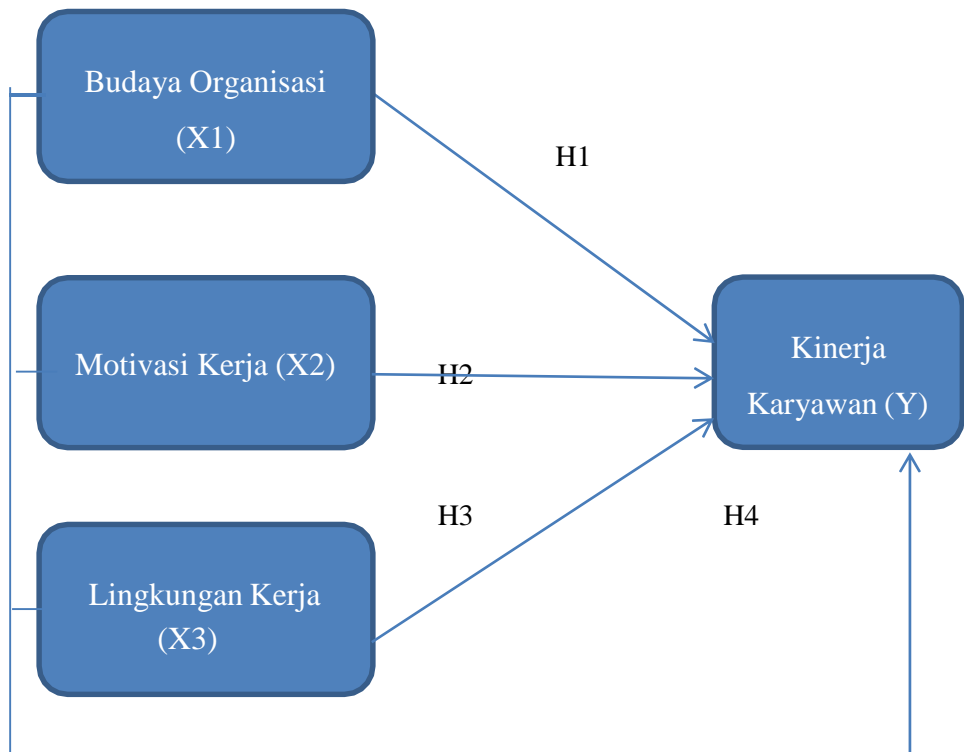 Budaya Organisasi
(X1)
H1
Motivasi Kerja (X2)
H2
Kinerja
Karyawan (Y)
H3
H4
Lingkungan Kerja
(X3)